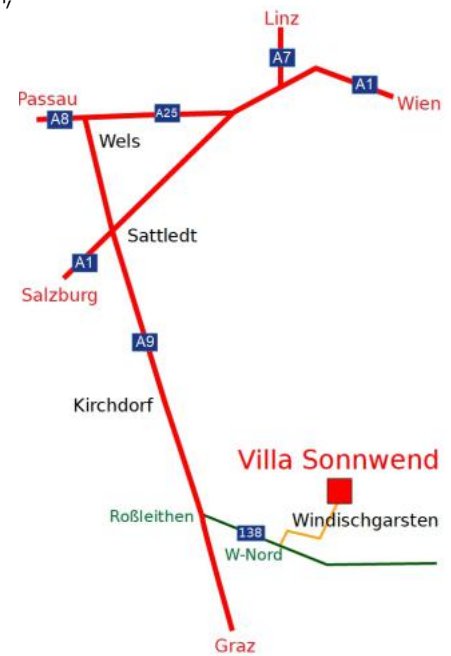 Linz
A7
A1
Passau
Wien
A8
A25
Wels
Sattledt
A1
Salzburg
A9
Kirchdorf
Villa Sonnwend
Roßleithen
Windischgarsten
138
W-Nord
Graz